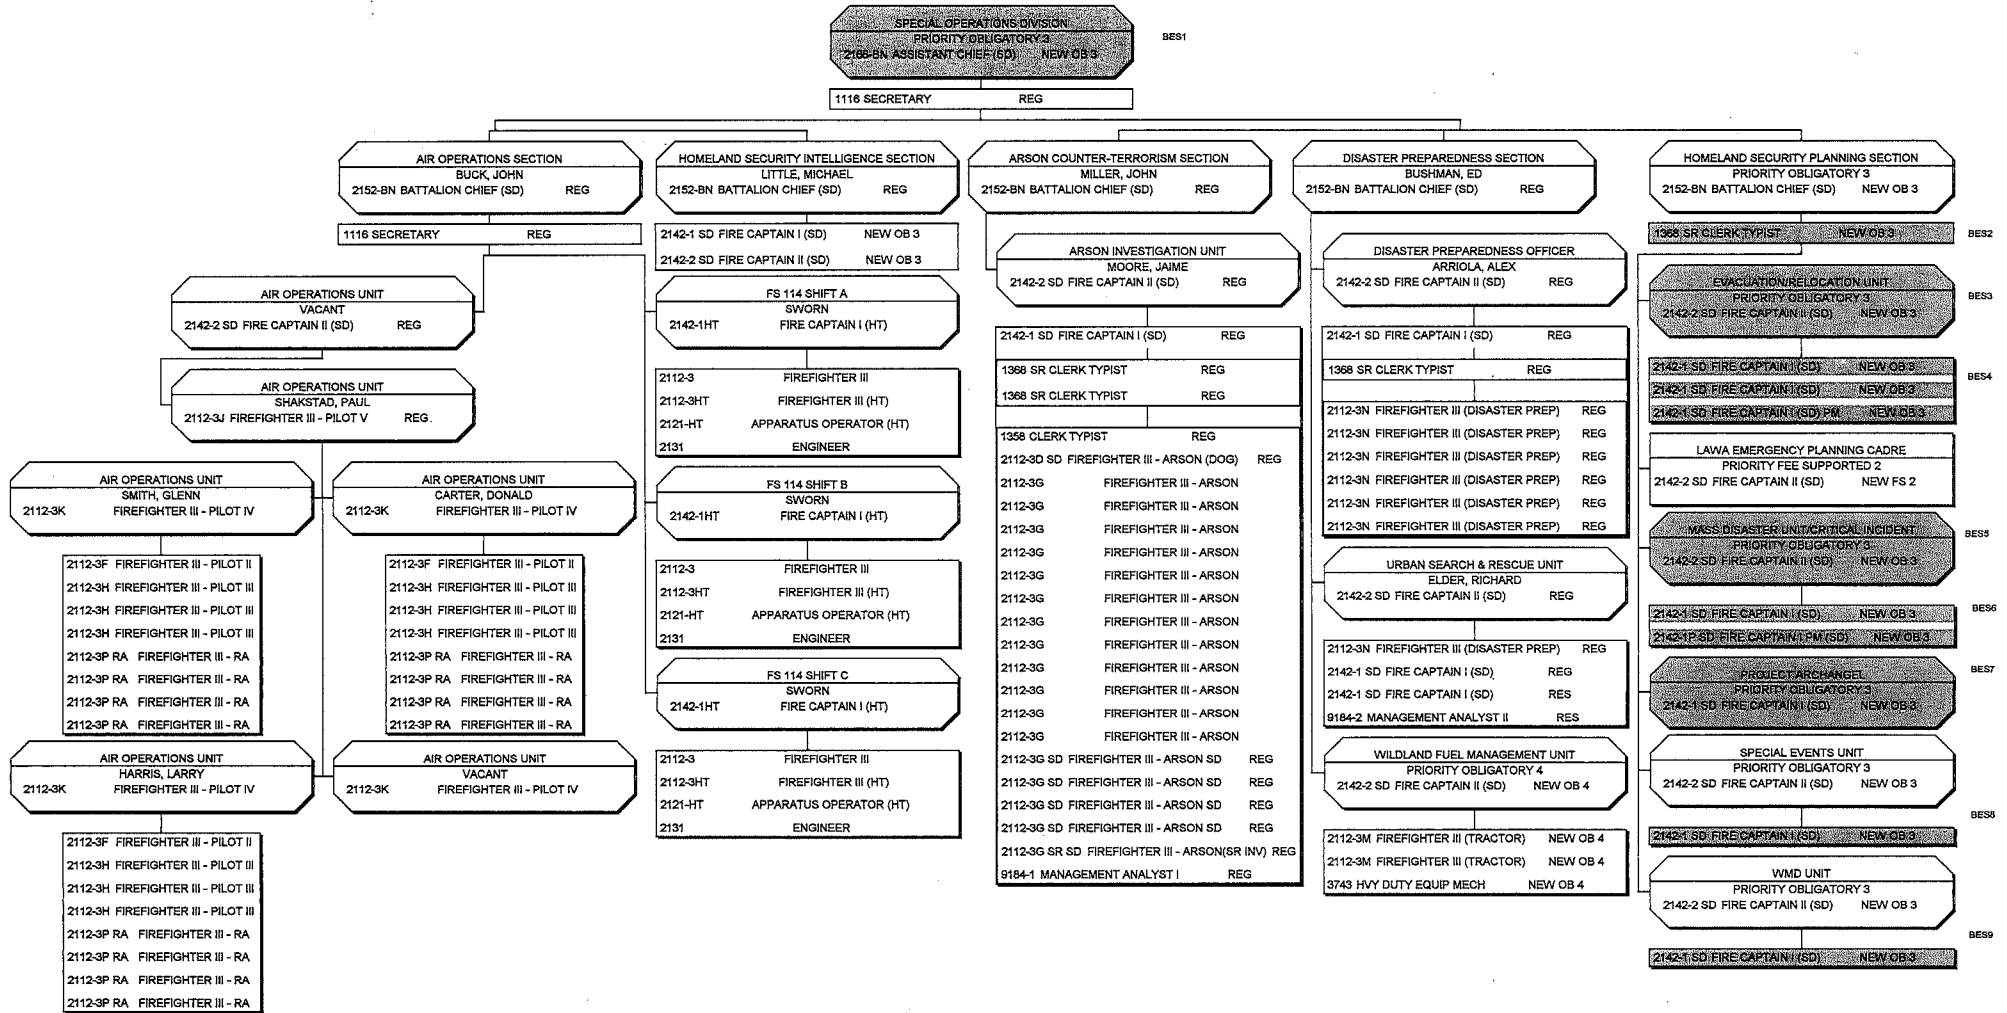 SPECIAL OPERATIONS DIVISION
PRIORITY OBLIGATORY 3
2166-BN ASSISTANT CHIEF (SD) NEW OB 3
BES1
1116 SECRETARY REG
AIR OPERATIONS SECTION
BUCK, JOHN
2152-BN BATTALION CHIEF (SD) REG
1116 SECRETARY REG
AIR OPERATIONS UNIT
VACANT
2142-2 SD FIRE CAPTAIN II (SD) REG
AIR OPERATIONS UNIT
SHAKSTAD, PAUL
2112-3J FIREFIGHTER III - PILOT V REG.
AIR OPERATIONS UNIT
SMITH, GLENN
2112-3K FIREFIGHTER III - PILOT IV
2112-3F FIREFIGHTER III - PILOT II
2112-3H FIREFIGHTER III - PILOT III
2112-3H FIREFIGHTER III - PILOT III
2112-3H FIREFIGHTER III - PILOT III
2112-3P RA FIREFIGHTER III - RA
2112-3P RA FIREFIGHTER III - RA
2112-3P RA FIREFIGHTER III - RA
2112-3P RA FIREFIGHTER III - RA
AIR OPERATIONS UNIT
CARTER, DONALD
2112-3K FIREFIGHTER III - PILOT IV
2112-3F FIREFIGHTER III - PILOT II
2112-3H FIREFIGHTER III - PILOT III
2112-3H FIREFIGHTER III - PILOT III
2112-3H FIREFIGHTER III - PILOT III
2112-3P RA FIREFIGHTER III - RA
2112-3P RA FIREFIGHTER III - RA
2112-3P RA FIREFIGHTER III - RA
2112-3P RA FIREFIGHTER III - RA
AIR OPERATIONS UNIT
HARRIS, LARRY
2112-3K FIREFIGHTER III - PILOT IV
2112-3F FIREFIGHTER III - PILOT II
2112-3H FIREFIGHTER III - PILOT III
2112-3H FIREFIGHTER III - PILOT III
2112-3H FIREFIGHTER III - PILOT III
2112-3P RA FIREFIGHTER III - RA
2112-3P RA FIREFIGHTER III - RA
2112-3P RA FIREFIGHTER III - RA
2112-3P RA FIREFIGHTER III - RA
AIR OPERATIONS UNIT
VACANT
2112-3K FIREFIGHTER III - PILOT IV
HOMELAND SECURITY INTELLIGENCE SECTION
LITTLE, MICHAEL
2152-BN BATTALION CHIEF (SD) REG
2142-1 SD FIRE CAPTAIN I (SD) NEW OB 3
2142-2 SD FIRE CAPTAIN II (SD) NEW OB 3
FS 114 SHIFT A
SWORN
2142-1HT FIRE CAPTAIN I (HT)
2112-3 FIREFIGHTER III
2112-3HT FIREFIGHTER III (HT)
2121-HT APPARATUS OPERATOR (HT)
2131 ENGINEER
FS 114 SHIFT B
SWORN
2142-1HT FIRE CAPTAIN I (HT)
2112-3 FIREFIGHTER III
2112-3HT FIREFIGHTER III (HT)
2121-HT APPARATUS OPERATOR (HT)
2131 ENGINEER
FS 114 SHIFT C
SWORN
2142-1HT FIRE CAPTAIN I (HT)
2112-3 FIREFIGHTER III
2112-3HT FIREFIGHTER III (HT)
2121-HT APPARATUS OPERATOR (HT)
2131 ENGINEER
ARSON COUNTER-TERRORISM SECTION
MILLER, JOHN
2152-BN BATTALION CHIEF (SD) REG
ARSON INVESTIGATION UNIT
MOORE, JAIME
2142-2 SD FIRE CAPTAIN II (SD) REG
2142-1 SD FIRE CAPTAIN I (SD) REG
1368 SR CLERK TYPIST REG
1368 SR CLERK TYPIST REG
1358 CLERK TYPIST REG
2112-3D SD FIREFIGHTER III - ARSON (DOG) REG
2112-3G FIREFIGHTER III - ARSON
2112-3G FIREFIGHTER III - ARSON
2112-3G FIREFIGHTER III - ARSON
2112-3G FIREFIGHTER III - ARSON
2112-3G FIREFIGHTER III - ARSON
2112-3G FIREFIGHTER III - ARSON
2112-3G FIREFIGHTER III - ARSON
2112-3G FIREFIGHTER III - ARSON
2112-3G FIREFIGHTER III - ARSON
2112-3G FIREFIGHTER III - ARSON
2112-3G FIREFIGHTER III - ARSON
2112-3G FIREFIGHTER III - ARSON
2112-3G SD FIREFIGHTER III - ARSON SD REG
2112-3G SD FIREFIGHTER III - ARSON SD REG
2112-3G SD FIREFIGHTER III - ARSON SD REG
2112-3G SD FIREFIGHTER III - ARSON SD REG
2112-3G SR SD FIREFIGHTER III - ARSON(SR INV) REG
9184-1 MANAGEMENT ANALYST I REG
DISASTER PREPAREDNESS SECTION
BUSHMAN, ED
2152-BN BATTALION CHIEF (SD) REG
DISASTER PREPAREDNESS OFFICER
ARRIOLA, ALEX
2142-2 SD FIRE CAPTAIN II (SD) REG
2142-1 SD FIRE CAPTAIN I (SD) REG
1368 SR CLERK TYPIST REG
2112-3N FIREFIGHTER III (DISASTER PREP) REG
2112-3N FIREFIGHTER III (DISASTER PREP) REG
2112-3N FIREFIGHTER III (DISASTER PREP) REG
2112-3N FIREFIGHTER III (DISASTER PREP) REG
2112-3N FIREFIGHTER III (DISASTER PREP) REG
2112-3N FIREFIGHTER III (DISASTER PREP) REG
URBAN SEARCH & RESCUE UNIT
ELDER, RICHARD
2142-2 SD FIRE CAPTAIN II (SD) REG
2112-3N FIREFIGHTER III (DISASTER PREP) REG
2142-1 SD FIRE CAPTAIN I (SD) REG
2142-1 SD FIRE CAPTAIN I (SD) RES
9184-2 MANAGEMENT ANALYST II RES
WILDLAND FUEL MANAGEMENT UNIT
PRIORITY OBLIGATORY 4
2142-2 SD FIRE CAPTAIN II (SD) NEW OB 4
2112-3M FIREFIGHTER III (TRACTOR) NEW OB 4
2112-3M FIREFIGHTER III (TRACTOR) NEW OB 4
3743 HVY DUTY EQUIP MECH NEW OB 4
HOMELAND SECURITY PLANNING SECTION
PRIORITY OBLIGATORY 3
2152-BN BATTALION CHIEF (SD) NEW OB 3
1368 SR CLERK TYPIST NEW OB 3
BES2
EVACUATION/RELOCATION UNIT
PRIORITY OBLIGATORY 3
2142-2 SD FIRE CAPTAIN II (SD) NEW OB 3
BES3
2142-1 SD FIRE CAPTAIN I (SD) NEW OB 3
2142-1 SD FIRE CAPTAIN I (SD) NEW OB 3
2142-1 SD FIRE CAPTAIN I (SD) PM NEW OB 3
BES4
LAWA EMERGENCY PLANNING CADRE
PRIORITY FEE SUPPORTED 2
2142-2 SD FIRE CAPTAIN II (SD) NEW FS 2
MASS DISASTER UNIT/CRITICAL INCIDENT
PRIORITY OBLIGATORY 3
2142-2 SD FIRE CAPTAIN II (SD) NEW OB 3
BES5
2142-1 SD FIRE CAPTAIN I (SD) NEW OB 3
2142-1P SD FIRE CAPTAIN I PM (SD) NEW OB 3
BES6
PROJECT ARCHANGEL
PRIORITY OBLIGATORY 3
2142-1 SD FIRE CAPTAIN I (SD) NEW OB 3
BES7
SPECIAL EVENTS UNIT
PRIORITY OBLIGATORY 3
2142-2 SD FIRE CAPTAIN II (SD) NEW OB 3
BES8
2142-1 SD FIRE CAPTAIN I (SD) NEW OB 3
WMD UNIT
PRIORITY OBLIGATORY 3
2142-2 SD FIRE CAPTAIN II (SD) NEW OB 3
BES9
2142-1 SD FIRE CAPTAIN I (SD) NEW OB 3